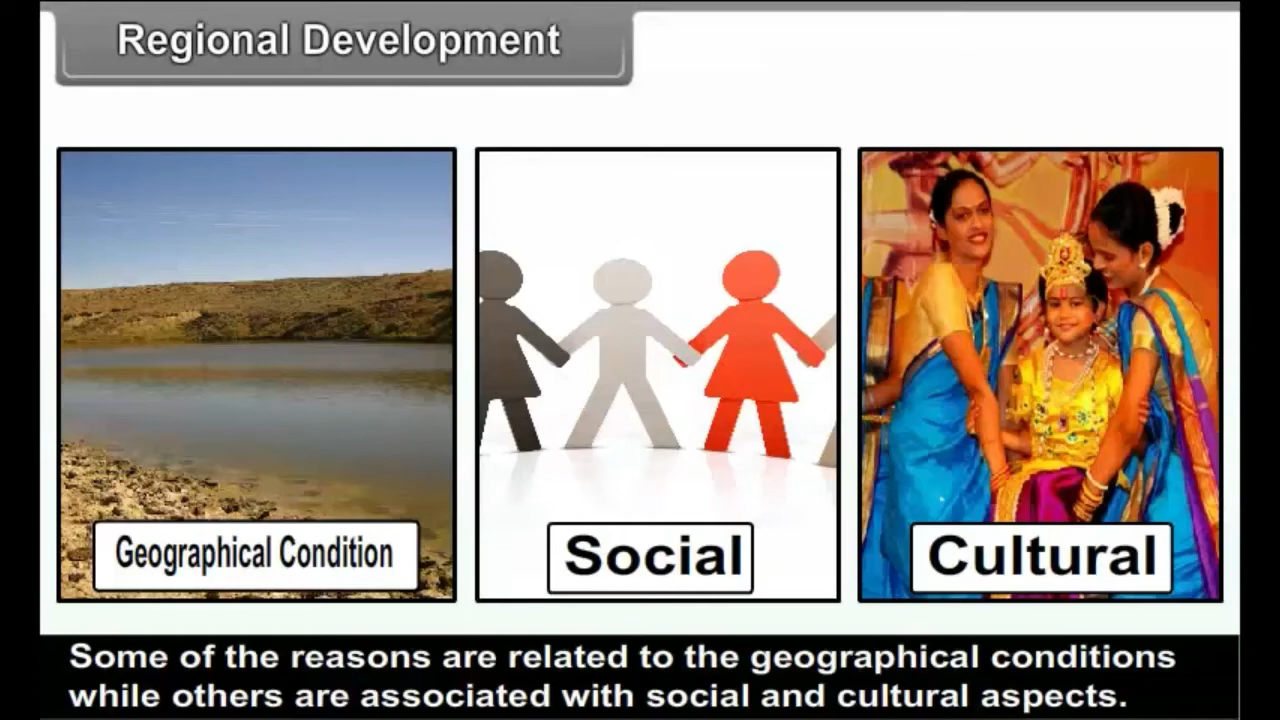 Regional Development
Geographical Condition
Social
Cultural
Some of the reasons are related to the geographical conditions
while others are associated with social and cultural aspects.